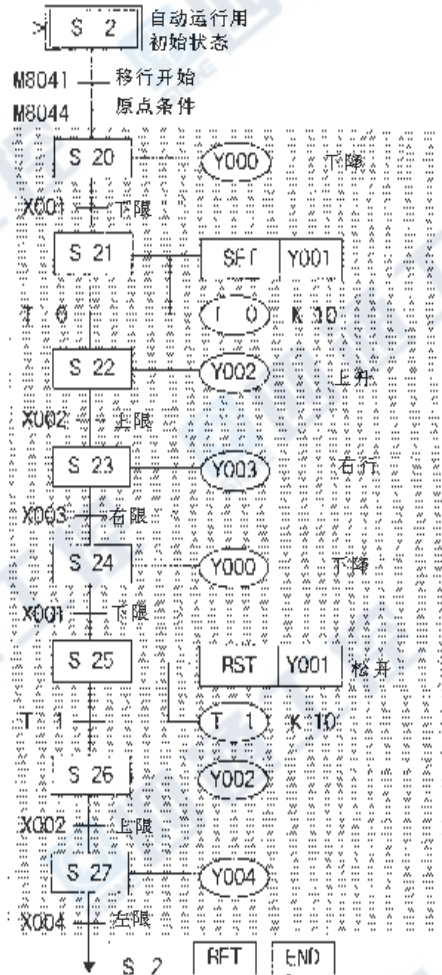 S 2 自动运行用
初始状态
M8041 移行开始
M8044 原点条件
S 20 Y000 下降
X001 下限
S 21 SET Y001
T 0 T 0 K 10
S 22 Y002 上升
X002 上限
S 23 Y003 右行
X003 右限
S 24 Y000 下降
X001 下限
S 25 RST Y001 松开
T 1 T 1 K 10
S 26 Y002
X002 上限
S 27 Y004
X004 左限
S 2 RET END